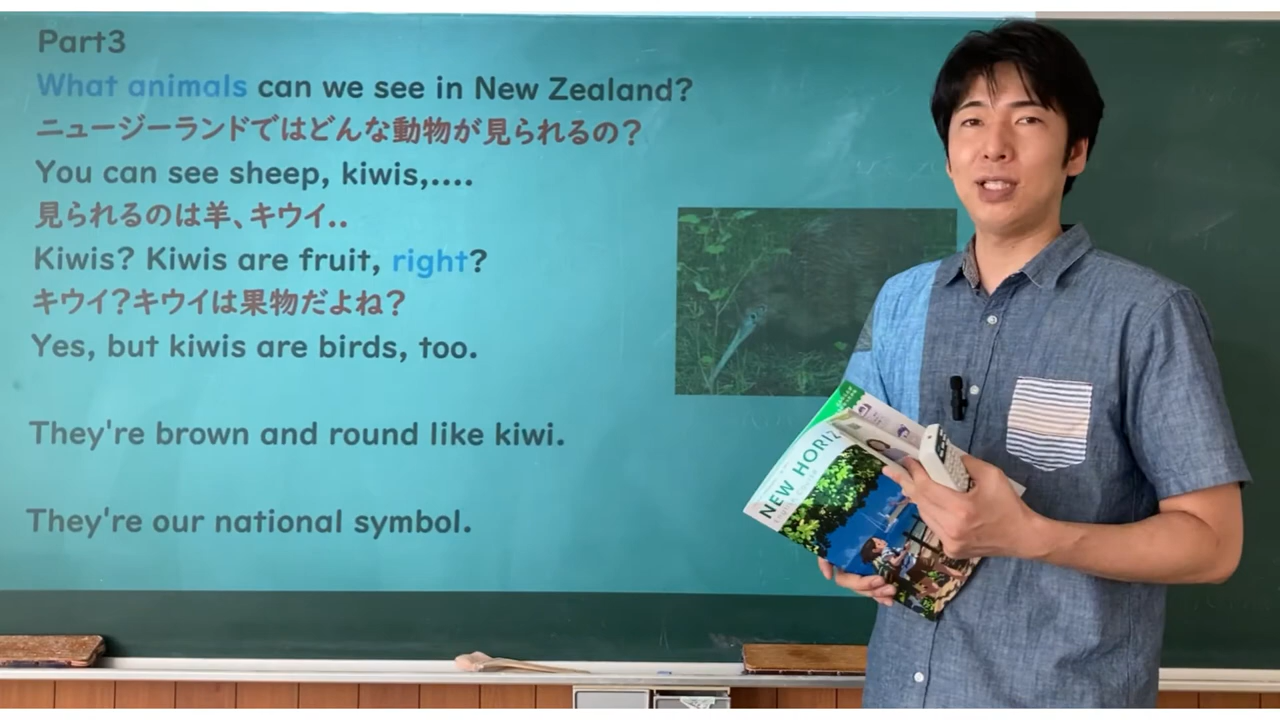 Part3
What animals can we see in New Zealand?
ニュージーランドではどんな動物が見られるの？
You can see sheep, kiwis,....
見られるのは羊、キウイ..
Kiwis? Kiwis are fruit, right?
キウイ？キウイは果物だよね？
Yes, but kiwis are birds, too.
They're brown and round like kiwi.
They're our national symbol.
NEW HORIZ